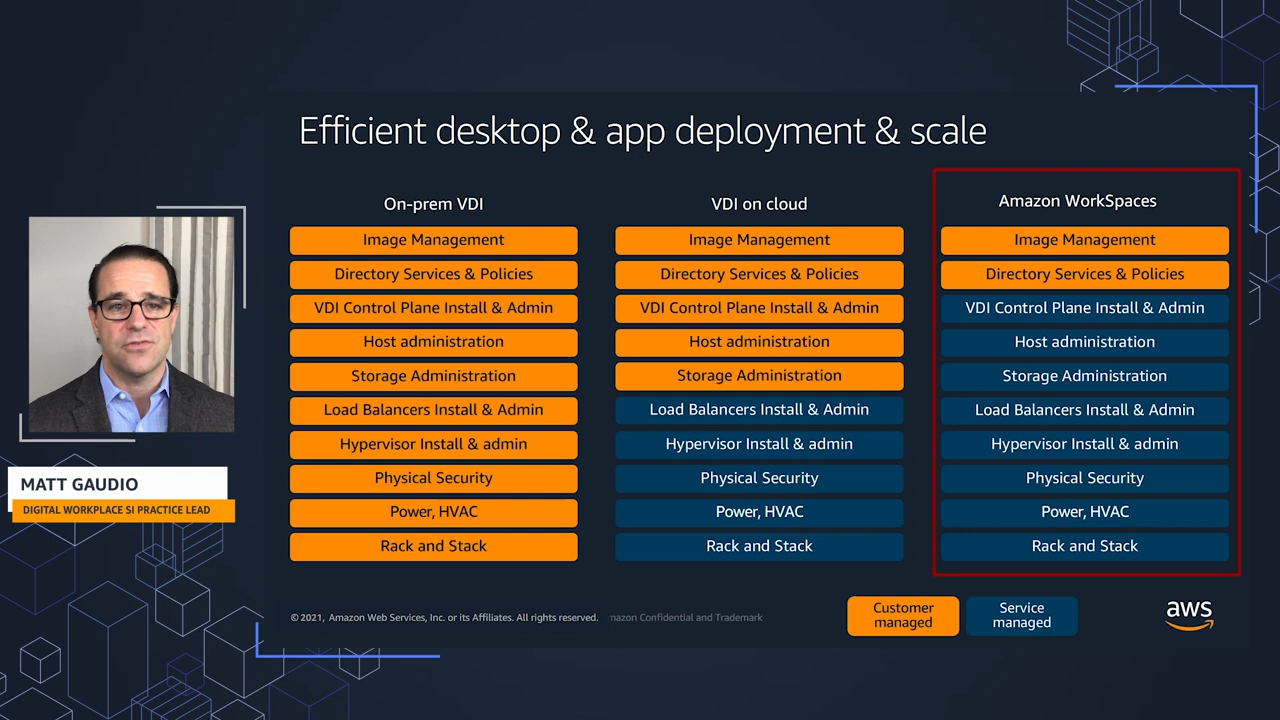 Efficient desktop & app deployment & scale
On-prem VDI
Image Management
Directory Services & Policies
VDI Control Plane Install & Admin
Host administration
Storage Administration
Load Balancers Install & Admin
Hypervisor Install & admin
Physical Security
Power, HVAC
Rack and Stack
VDI on cloud
Image Management
Directory Services & Policies
VDI Control Plane Install & Admin
Host administration
Storage Administration
Load Balancers Install & Admin
Hypervisor Install & admin
Physical Security
Power, HVAC
Rack and Stack
Amazon WorkSpaces
Image Management
Directory Services & Policies
VDI Control Plane Install & Admin
Host administration
Storage Administration
Load Balancers Install & Admin
Hypervisor Install & admin
Physical Security
Power, HVAC
Rack and Stack
MATT GAUDIO
DIGITAL WORKPLACE SI PRACTICE LEAD
© 2021, Amazon Web Services, Inc. or its Affiliates. All rights reserved. mazon Confidential and Trademark
Customer
managed
Service
managed
aws